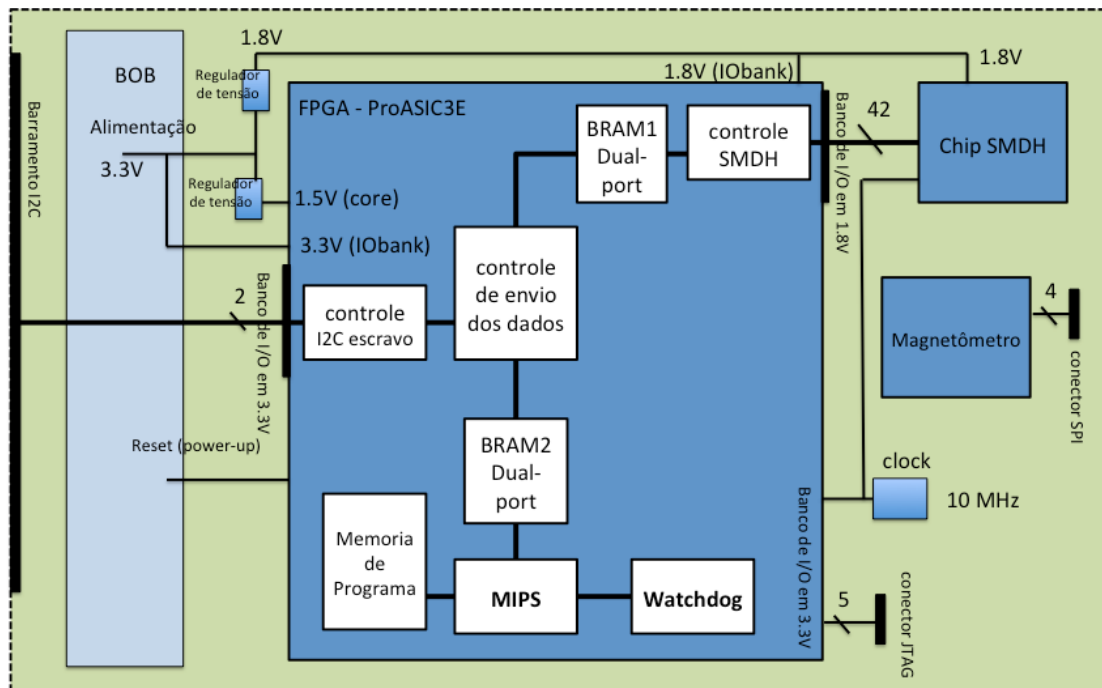 1.8V
BOB
Regulador
de tensão
Alimentação
3.3V
Regulador
de tensão
Barramento I2C
1.8V (IObank)
1.8V
FPGA - ProASIC3E
1.5V (core)
3.3V (IObank)
BRAM1
Dual-
port
controle
SMDH
Banco de I/O em 1.8V
42
Chip SMDH
2
Banco de I/O em 3.3V
controle
I2C escravo
controle
de envio
dos dados
Magnetômetro
4
conector SPI
Reset (power-up)
BRAM2
Dual-
port
Memoria
de
Programa
MIPS
Watchdog
Banco de I/O em 3.3V
clock
10 MHz
5
conector JTAG